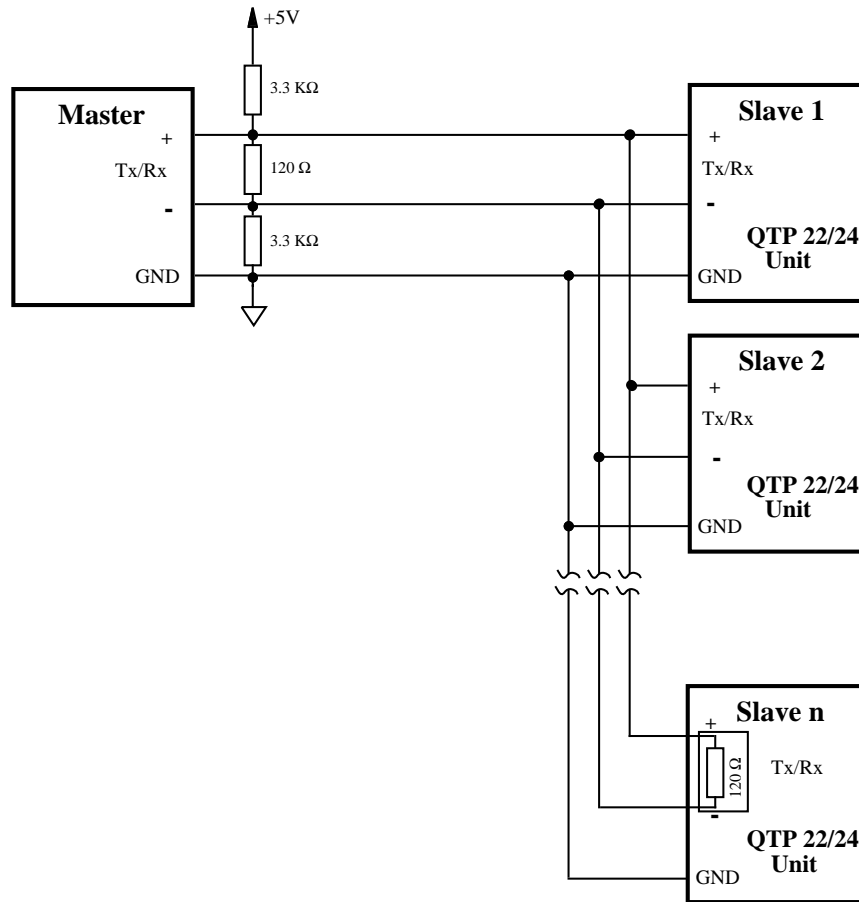 +5V
3.3 KΩ
Master
+
Tx/Rx
120 Ω
-
3.3 KΩ
GND
Slave 1
+
Tx/Rx
-
QTP 22/24
Unit
GND
Slave 2
+
Tx/Rx
-
QTP 22/24
Unit
GND
Slave n
+
120 Ω
Tx/Rx
-
QTP 22/24
Unit
GND